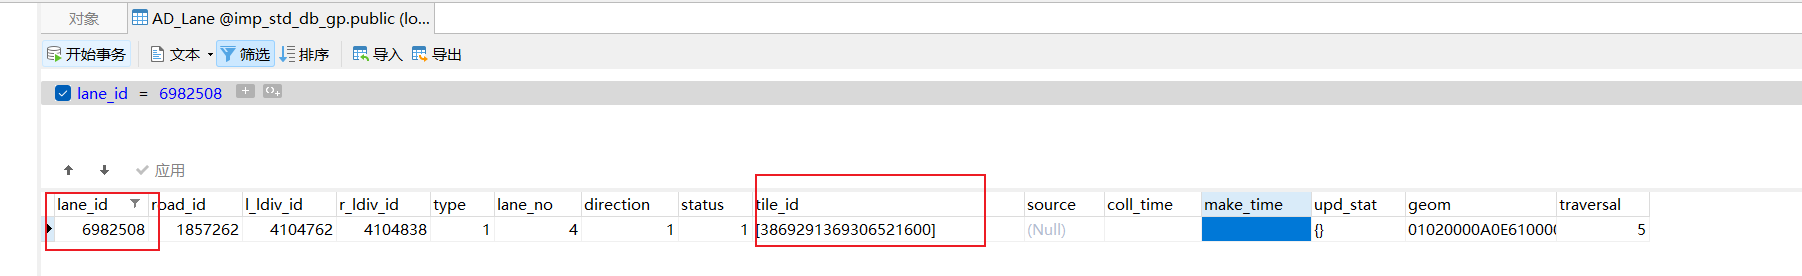 对象 AD_Lane @imp_std_db_gp.public (lo...
开始事务 文本 筛选 排序 导入 导出
lane_id = 6982508
应用
lane_id road_id l_ldiv_id r_ldiv_id type lane_no direction status tile_id source coll_time make_time upd_stat geom traversal
6982508 1857262 4104762 4104838 1 4 1 1 [3869291369306521600] (Null) {} 01020000A0E61000 5